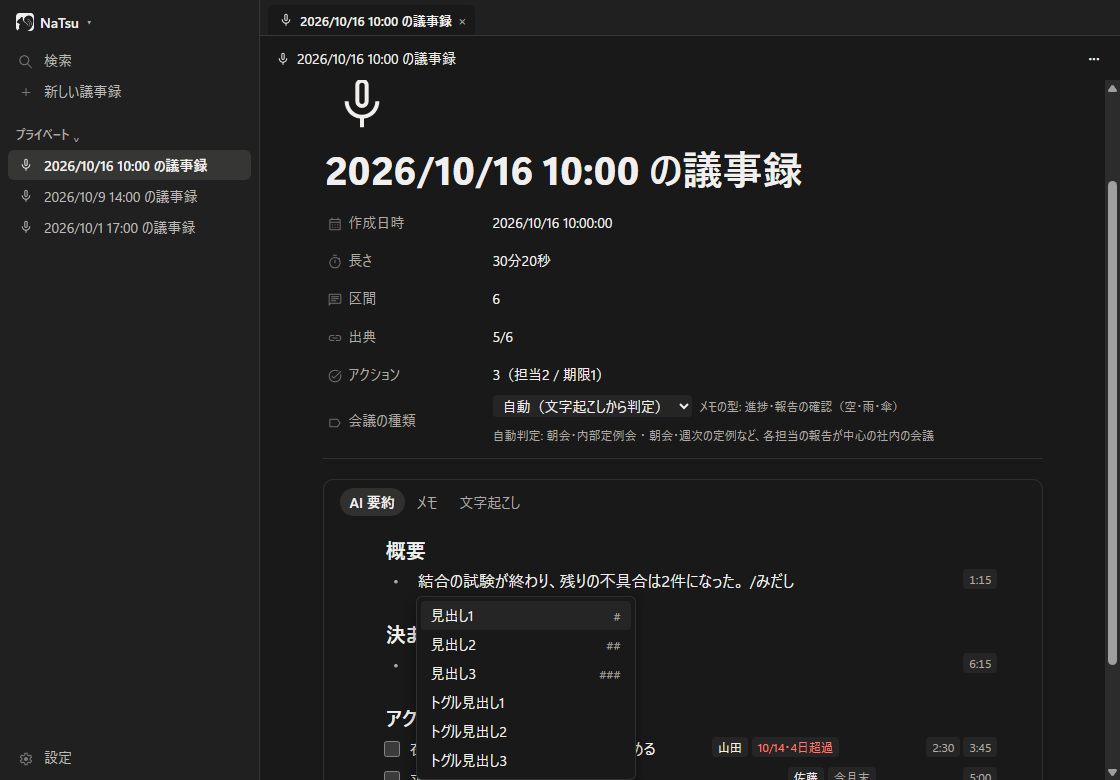 NaTsu
検索
新しい議事録
プライベート
2026/10/16 10:00 の議事録
2026/10/9 14:00 の議事録
2026/10/1 17:00 の議事録
設定
2026/10/16 10:00 の議事録 ×
2026/10/16 10:00 の議事録
2026/10/16 10:00 の議事録
作成日時 2026/10/16 10:00:00
長さ 30分20秒
区間 6
出典 5/6
アクション 3（担当2 / 期限1）
会議の種類 自動（文字起こしから判定） メモの型: 進捗・報告の確認（空・雨・傘）
自動判定: 朝会・内部定例会・朝会・週次の定例など、各担当の報告が中心の社内の会議
AI 要約 メモ 文字起こし
概要
・ 結合の試験が終わり、残りの不具合は2件になった。/みだし 1:15
見出し1 #
見出し2 ##
見出し3 ###
トグル見出し1
トグル見出し2
トグル見出し3
決ま
・ 6:15
アク
める 山田 10/14・4日超過 2:30 3:45
佐藤 今月末 5:00